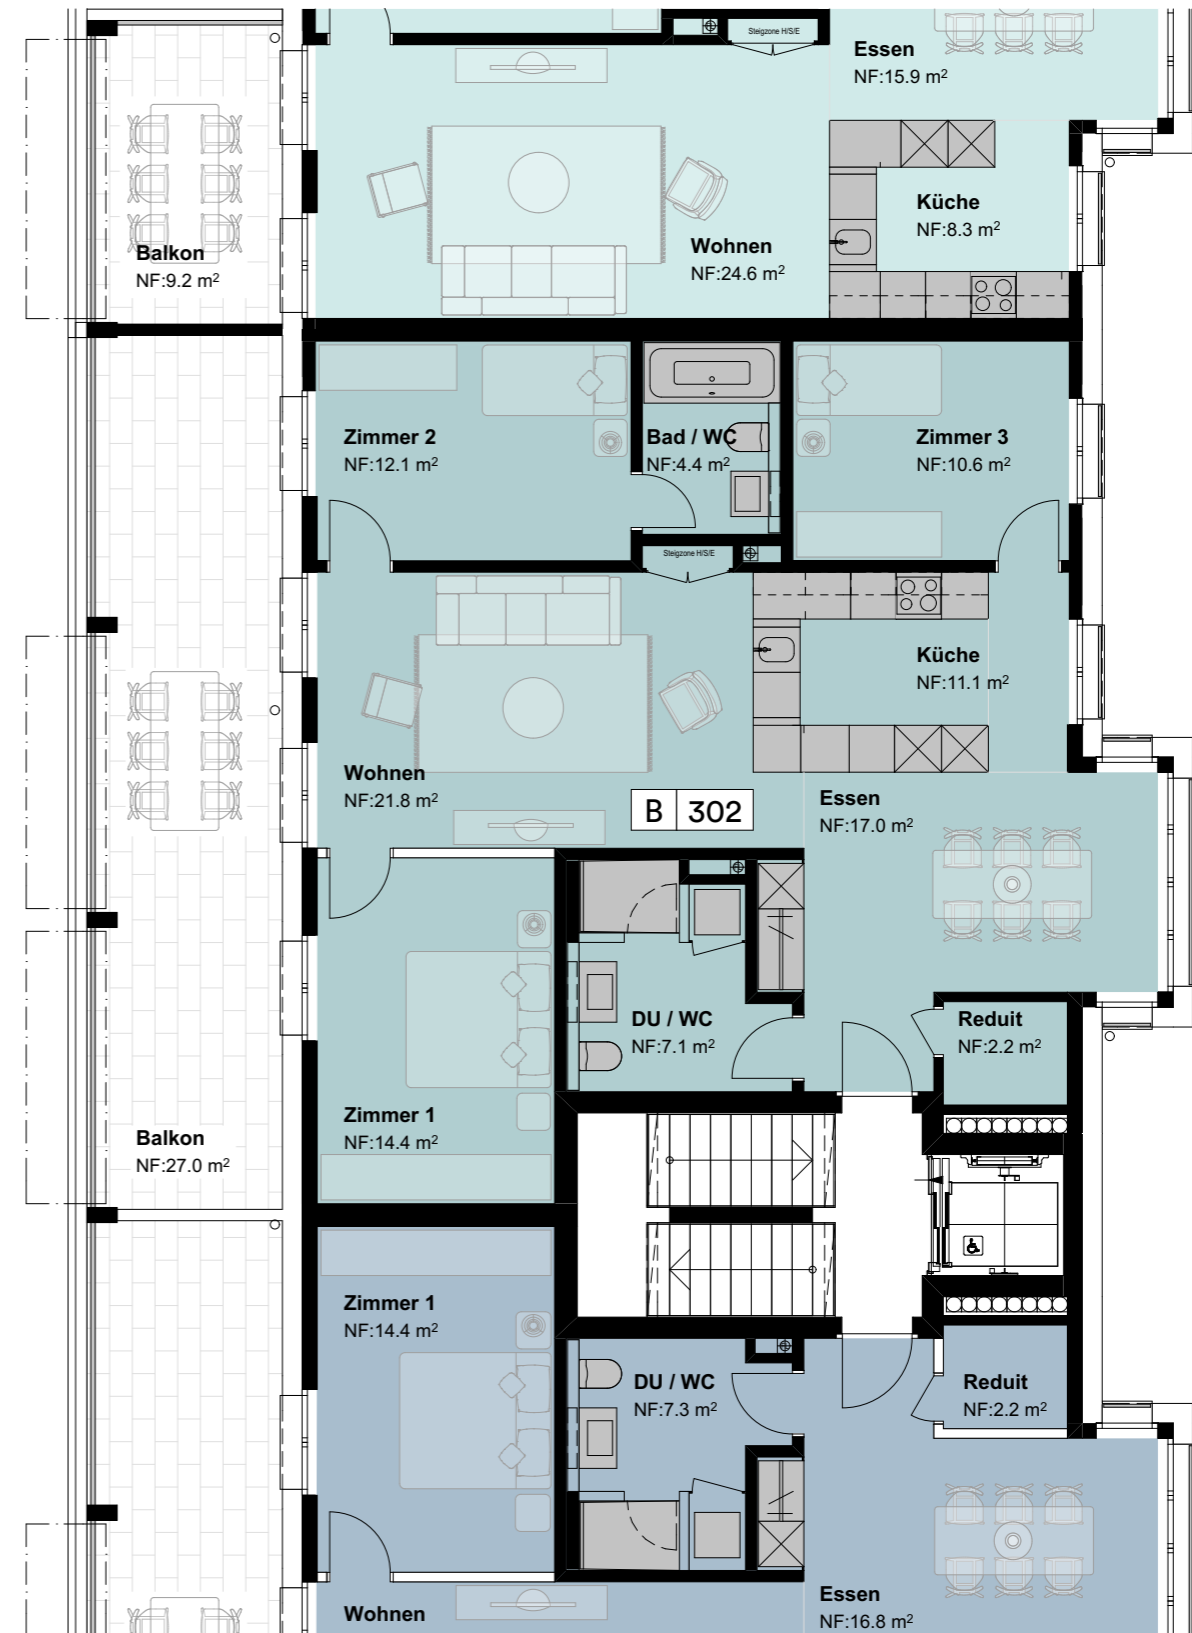 Steigzone H/S/E
Essen
NF:15.9 m²
Küche
NF:8.3 m²
Wohnen
NF:24.6 m²
Balkon
NF:9.2 m²
Zimmer 2
NF:12.1 m²
Bad / WC
NF:4.4 m²
Zimmer 3
NF:10.6 m²
Steigzone H/S/E
Küche
NF:11.1 m²
Wohnen
NF:21.8 m²
B 302
Essen
NF:17.0 m²
DU / WC
NF:7.1 m²
Reduit
NF:2.2 m²
Zimmer 1
NF:14.4 m²
Balkon
NF:27.0 m²
Zimmer 1
NF:14.4 m²
DU / WC
NF:7.3 m²
Reduit
NF:2.2 m²
Wohnen
Essen
NF:16.8 m²